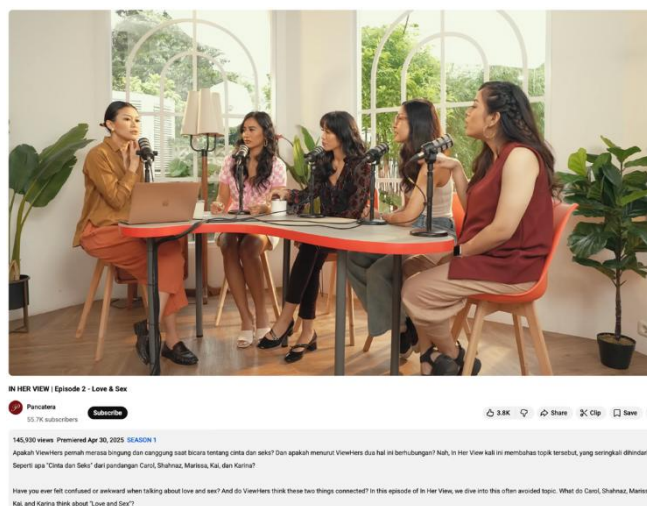 IN HER VIEW | Episode 2 - Love & Sex
Pancatera
55.7K subscribers
Subscribe
3.8K
Share
Clip
Save
145,930 views Premiered Apr 30, 2025 SEASON 1
Apakah ViewHers pernah merasa bingung dan canggung saat bicara tentang cinta dan seks? Dan apakah menurut ViewHers dua hal ini berhubungan? Nah, In Her View kali ini membahas topik tersebut, yang seringkali dihindari
Seperti apa "Cinta dan Seks" dari pandangan Carol, Shahnaz, Marissa, Kai, dan Karina?
Have you ever felt confused or awkward when talking about love and sex? And do ViewHers think these two things connected? In this episode of In Her View, we dive into this often avoided topic. What do Carol, Shahnaz, Mariss
Kai, and Karina think about "Love and Sex"?